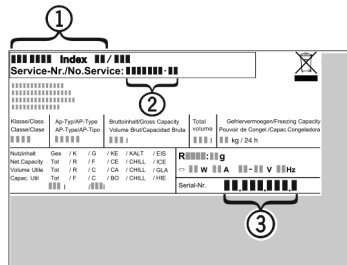 1
Index /
Service-Nr./No.Service: -
2
Klasse/Class Ap-Typ/AP-Type Bruttoinhalt/Gross Capacity Total Gefriervermoegen/Freezing Capacity
Classe/Clase AP-Type/AP-Tipo Volume Brut/Capacidad Bruta volume Pouvoir de Congel./Capac.Congeladora
l l kg / 24 h
Nutzinhalt Ges / K / G / KE / KALT / EIS
Net.Capacity Tot / R / F / CE / CHILL / ICE
Volume Utile Tot / R / C / CA / CHILL / GLA
Capac. Util Tot / F / C / BO / CHILL / HIE
l / l
R : g
W A - V Hz
Serial-Nr. . . .
3